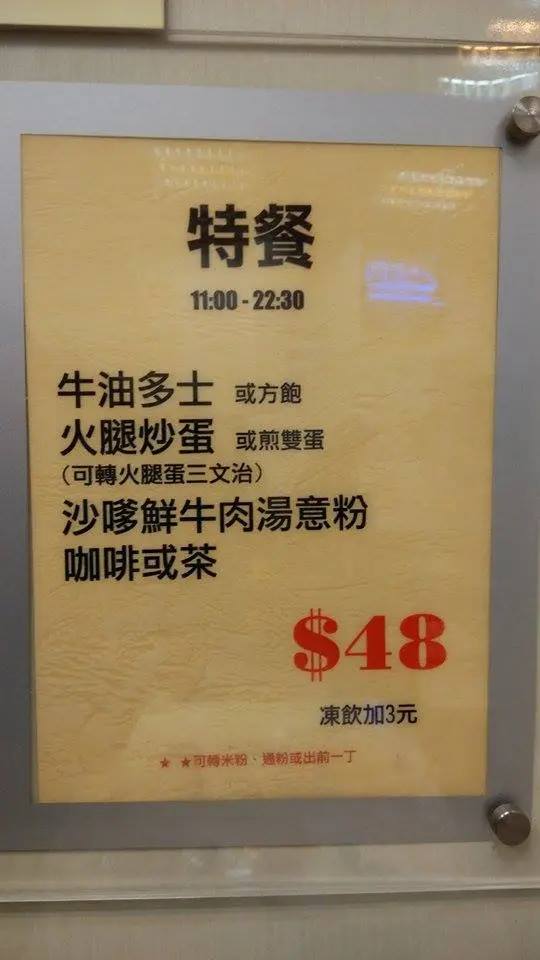 特餐
11:00 - 22:30
牛油多士 或方飽
火腿炒蛋 或煎雙蛋
(可轉火腿蛋三文治)
沙嗲鮮牛肉湯意粉
咖啡或茶
$48
凍飲加3元
★ ★可轉米粉、通粉或出前一丁